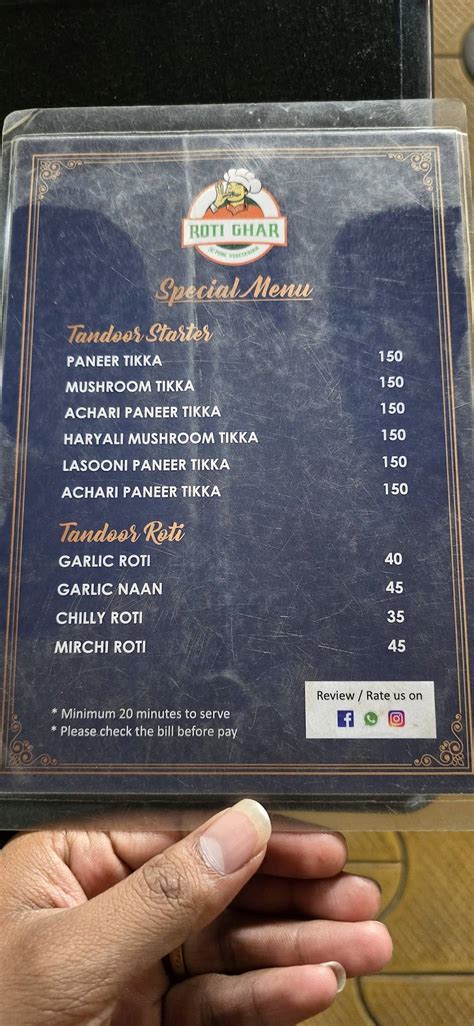 ROTI GHAR
PURE VEGETARIAN
Special Menu
Tandoor Starter
PANEER TIKKA 150
MUSHROOM TIKKA 150
ACHARI PANEER TIKKA 150
HARYALI MUSHROOM TIKKA 150
LASOONI PANEER TIKKA 150
ACHARI PANEER TIKKA 150
Tandoor Roti
GARLIC ROTI 40
GARLIC NAAN 45
CHILLY ROTI 35
MIRCHI ROTI 45
Review / Rate us on
* Minimum 20 minutes to serve
* Please check the bill before pay